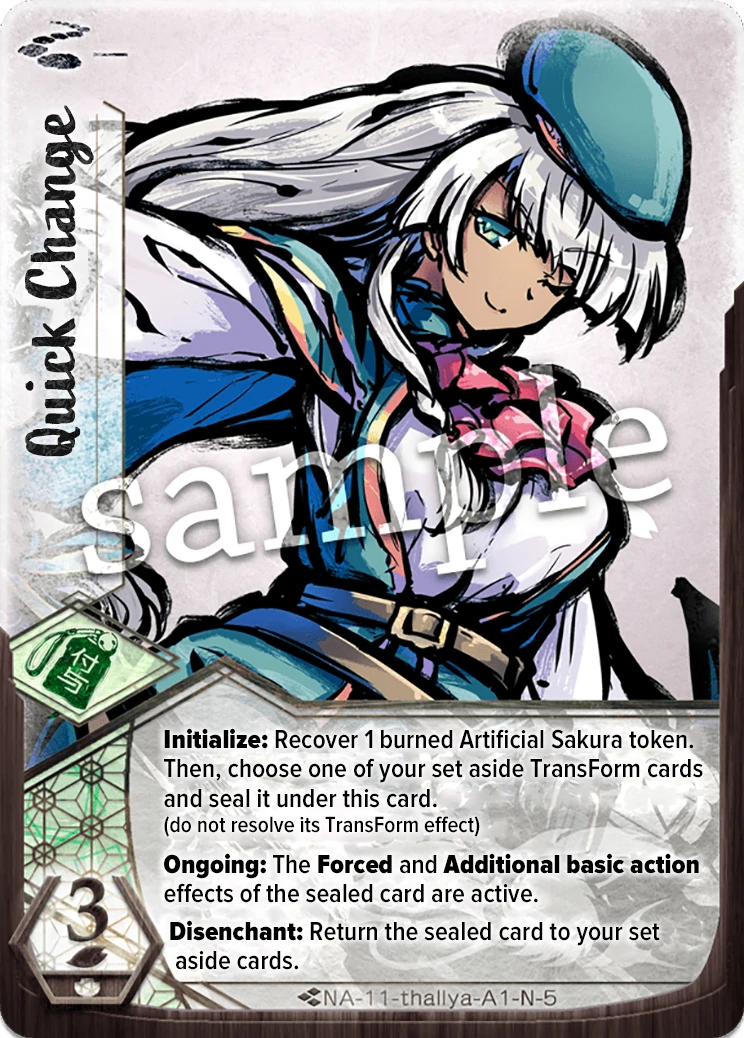 Quick Change
sample
付与
Initialize: Recover 1 burned Artificial Sakura token.
Then, choose one of your set aside TransForm cards
and seal it under this card.
(do not resolve its TransForm effect)
Ongoing: The Forced and Additional basic action
effects of the sealed card are active.
Disenchant: Return the sealed card to your set
aside cards.
3
NA-11-thallya-A1-N-5